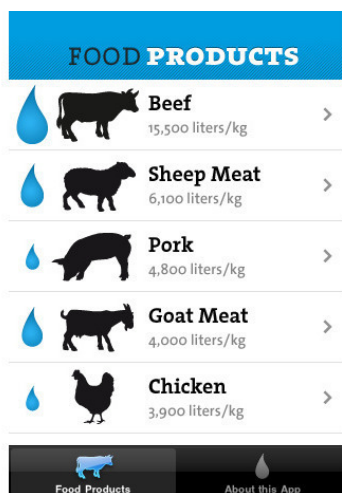 FOOD PRODUCTS
Beef
15,500 liters/kg
Sheep Meat
6,100 liters/kg
Pork
4,800 liters/kg
Goat Meat
4,000 liters/kg
Chicken
3,900 liters/kg
Food Products About this App